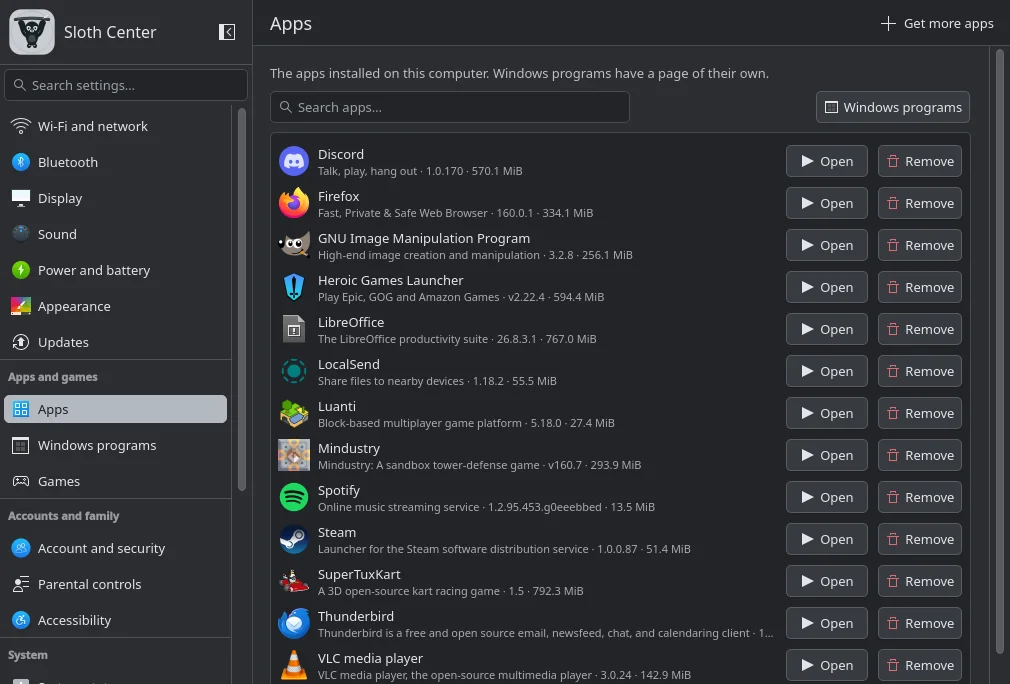 Sloth Center
Search settings...
Wi-Fi and network
Bluetooth
Display
Sound
Power and battery
Appearance
Updates
Apps and games
Apps
Windows programs
Games
Accounts and family
Account and security
Parental controls
Accessibility
System
Apps
Get more apps
The apps installed on this computer. Windows programs have a page of their own.
Search apps...
Windows programs
Discord
Talk, play, hang out · 1.0.170 · 570.1 MiB
Open Remove
Firefox
Fast, Private & Safe Web Browser · 160.0.1 · 334.1 MiB
Open Remove
GNU Image Manipulation Program
High-end image creation and manipulation · 3.2.8 · 256.1 MiB
Open Remove
Heroic Games Launcher
Play Epic, GOG and Amazon Games · v2.22.4 · 594.4 MiB
Open Remove
LibreOffice
The LibreOffice productivity suite · 26.8.3.1 · 767.0 MiB
Open Remove
LocalSend
Share files to nearby devices · 1.18.2 · 55.5 MiB
Open Remove
Luanti
Block-based multiplayer game platform · 5.18.0 · 27.4 MiB
Open Remove
Mindustry
Mindustry: A sandbox tower-defense game · v160.7 · 293.9 MiB
Open Remove
Spotify
Online music streaming service · 1.2.95.453.g0eeebbed · 13.5 MiB
Open Remove
Steam
Launcher for the Steam software distribution service · 1.0.0.87 · 51.4 MiB
Open Remove
SuperTuxKart
A 3D open-source kart racing game · 1.5 · 792.3 MiB
Open Remove
Thunderbird
Thunderbird is a free and open source email, newsfeed, chat, and calendaring client · 1...
Open Remove
VLC media player
VLC media player, the open-source multimedia player · 3.0.24 · 142.9 MiB
Open Remove